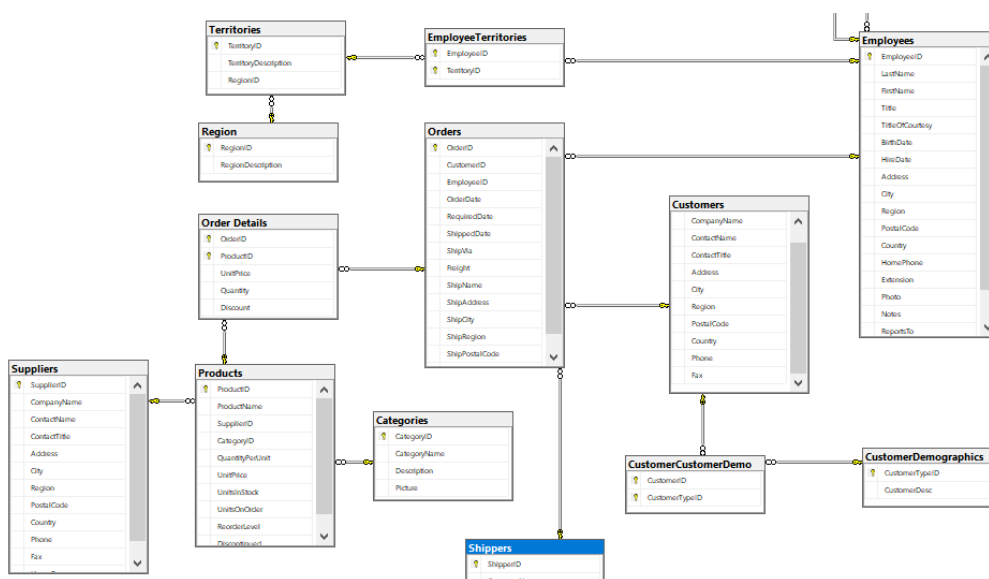 Territories
TerritoryID
TerritoryDescription
RegionID
EmployeeTerritories
EmployeeID
TerritoryID
Employees
EmployeeID
LastName
FirstName
Title
TitleOfCourtesy
BirthDate
HireDate
Address
City
Region
PostalCode
Country
HomePhone
Extension
Photo
Notes
ReportsTo
Region
RegionID
RegionDescription
Orders
OrderID
CustomerID
EmployeeID
OrderDate
RequiredDate
ShippedDate
ShipVia
Freight
ShipName
ShipAddress
ShipCity
ShipRegion
ShipPostalCode
Customers
CompanyName
ContactName
ContactTitle
Address
City
Region
PostalCode
Country
Phone
Fax
Order Details
OrderID
ProductID
UnitPrice
Quantity
Discount
Suppliers
SupplierID
CompanyName
ContactName
ContactTitle
Address
City
Region
PostalCode
Country
Phone
Fax
Products
ProductID
ProductName
SupplierID
CategoryID
QuantityPerUnit
UnitPrice
UnitsInStock
UnitsOnOrder
ReorderLevel
Discontinued
Categories
CategoryID
CategoryName
Description
Picture
CustomerCustomerDemo
CustomerID
CustomerTypeID
CustomerDemographics
CustomerTypeID
CustomerDesc
Shippers
ShipperID